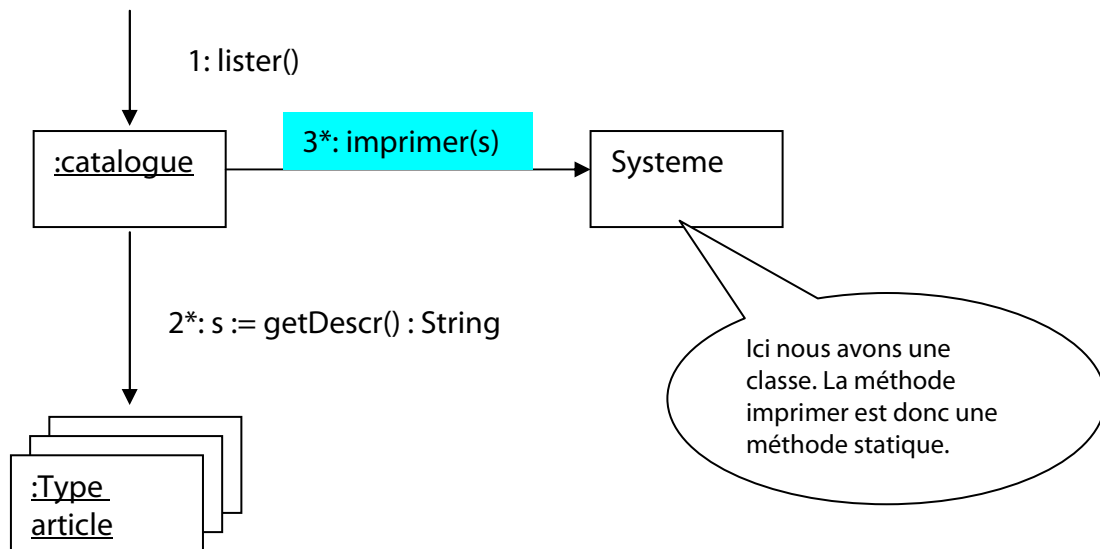 1: lister()
3*: imprimer(s)
:catalogue
Systeme
2*: s := getDescr() : String
Ici nous avons une
classe. La méthode
imprimer est donc une
méthode statique.
:Type
article